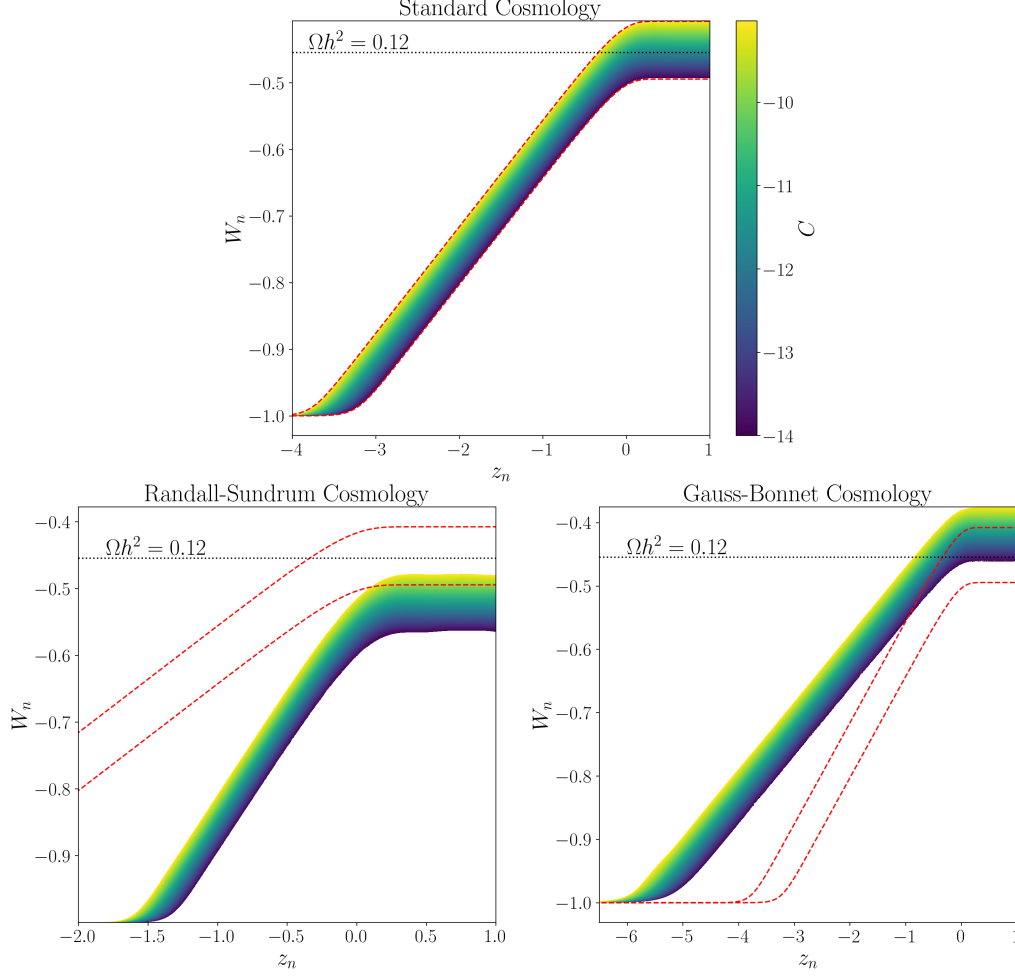 Standard Cosmology
Ωh² = 0.12
−0.5
−0.6
−0.7
−0.8
−0.9
−1.0
W_n
−4 −3 −2 −1 0 1
z_n
−10
−11
−12
−13
−14
C
Randall-Sundrum Cosmology
Ωh² = 0.12
−0.4
−0.5
−0.6
−0.7
−0.8
−0.9
W_n
−2.0 −1.5 −1.0 −0.5 0.0 0.5 1.0
z_n
Gauss-Bonnet Cosmology
Ωh² = 0.12
−0.4
−0.5
−0.6
−0.7
−0.8
−0.9
−1.0
W_n
−6 −5 −4 −3 −2 −1 0 1
z_n